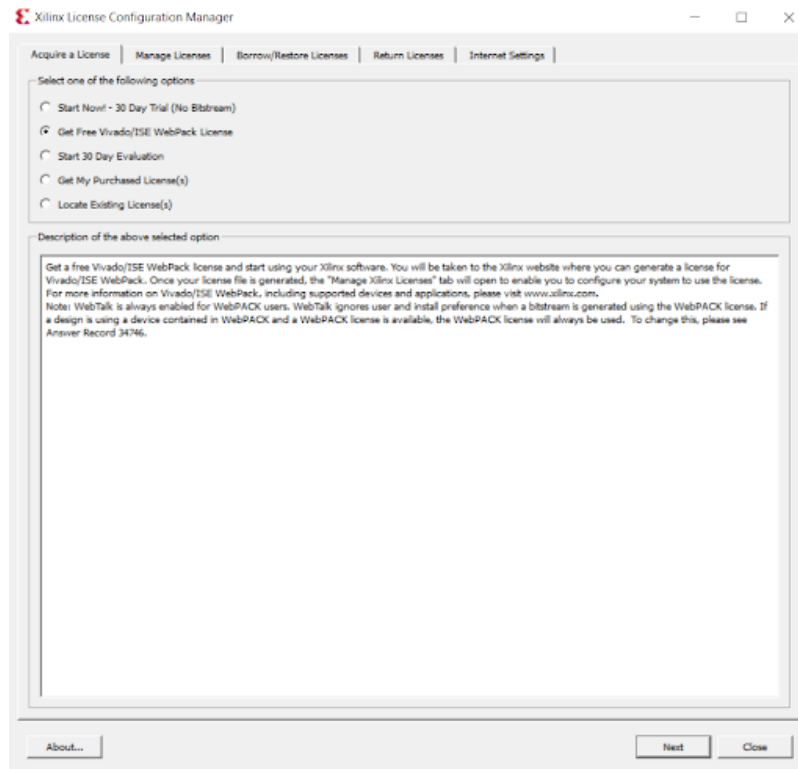 Xilinx License Configuration Manager
Acquire a License Manage Licenses Borrow/Restore Licenses Return Licenses Internet Settings
Select one of the following options
Start Now! - 30 Day Trial (No Bitstream)
Get Free Vivado/ISE WebPack License
Start 30 Day Evaluation
Get My Purchased License(s)
Locate Existing License(s)
Description of the above selected option
Get a free Vivado/ISE WebPack license and start using your Xilinx software. You will be taken to the Xilinx website where you can generate a license for
Vivado/ISE WebPack. Once your license file is generated, the "Manage Xilinx Licenses" tab will open to enable you to configure your system to use the license.
For more information on Vivado/ISE WebPack, including supported devices and applications, please visit www.xilinx.com.
Note: WebTalk is always enabled for WebPACK users. WebTalk ignores user and install preference when a bitstream is generated using the WebPACK license. If
a design is using a device contained in WebPACK and a WebPACK license is available, the WebPACK license will always be used. To change this, please see
Answer Record 34746.
About... Next Close